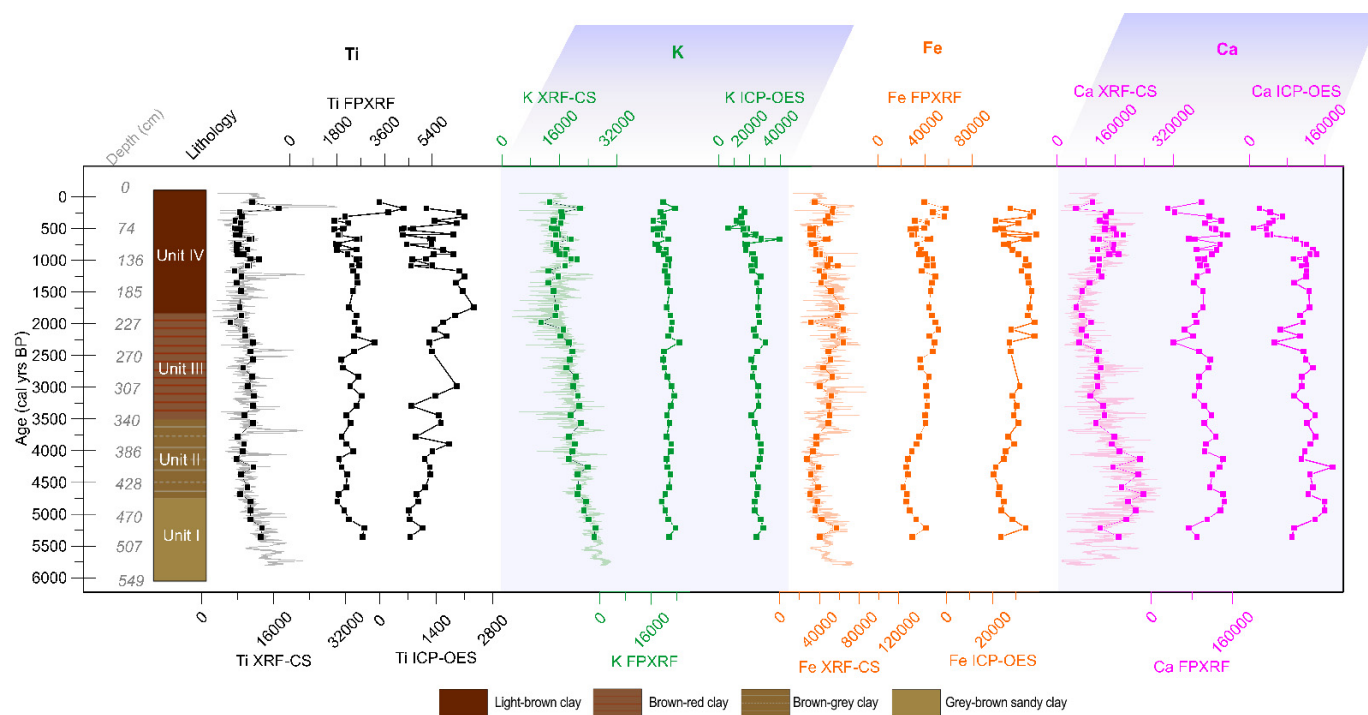 Ti
K
Fe
Ca
Ti FPXRF
K XRF-CS
K ICP-OES
Fe FPXRF
Ca XRF-CS
Ca ICP-OES
0 1800 3600 5400
0 16000 32000
0 20000 40000
0 40000 80000
0 160000 320000
0 160000
Depth (cm)
Lithology
Age (cal yrs BP)
0
500
1000
1500
2000
2500
3000
3500
4000
4500
5000
5500
6000
0
74
136
185
227
270
307
340
386
428
470
507
549
Unit IV
Unit III
Unit II
Unit I
0 16000 32000
0 1400 2800
0 16000
0 40000 80000 120000
0 20000
0 160000
Ti XRF-CS
Ti ICP-OES
K FPXRF
Fe XRF-CS
Fe ICP-OES
Ca FPXRF
Light-brown clay
Brown-red clay
Brown-grey clay
Grey-brown sandy clay